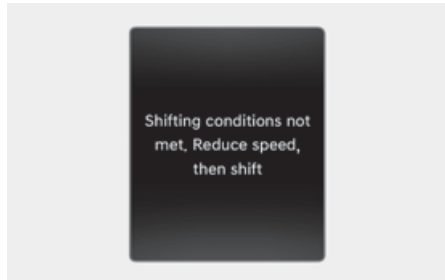 Shifting conditions not
met, Reduce speed,
then shift